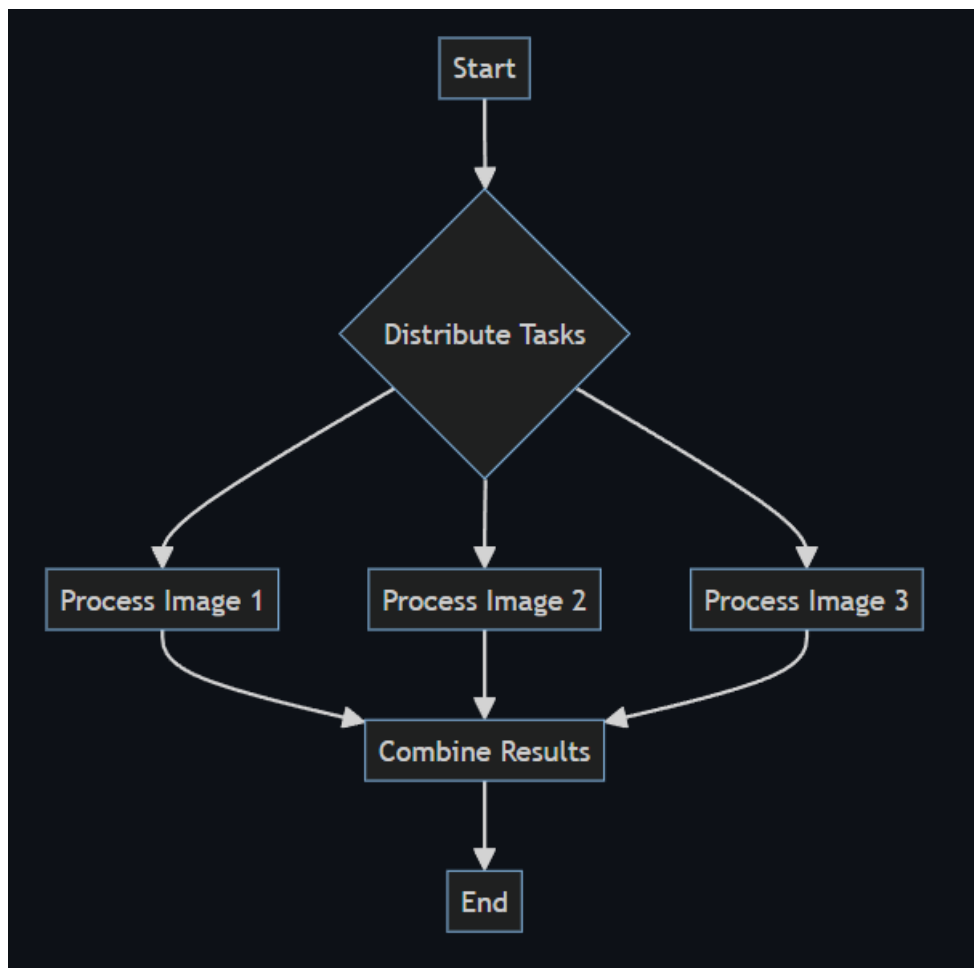 Start
Distribute Tasks
Process Image 1
Process Image 2
Process Image 3
Combine Results
End